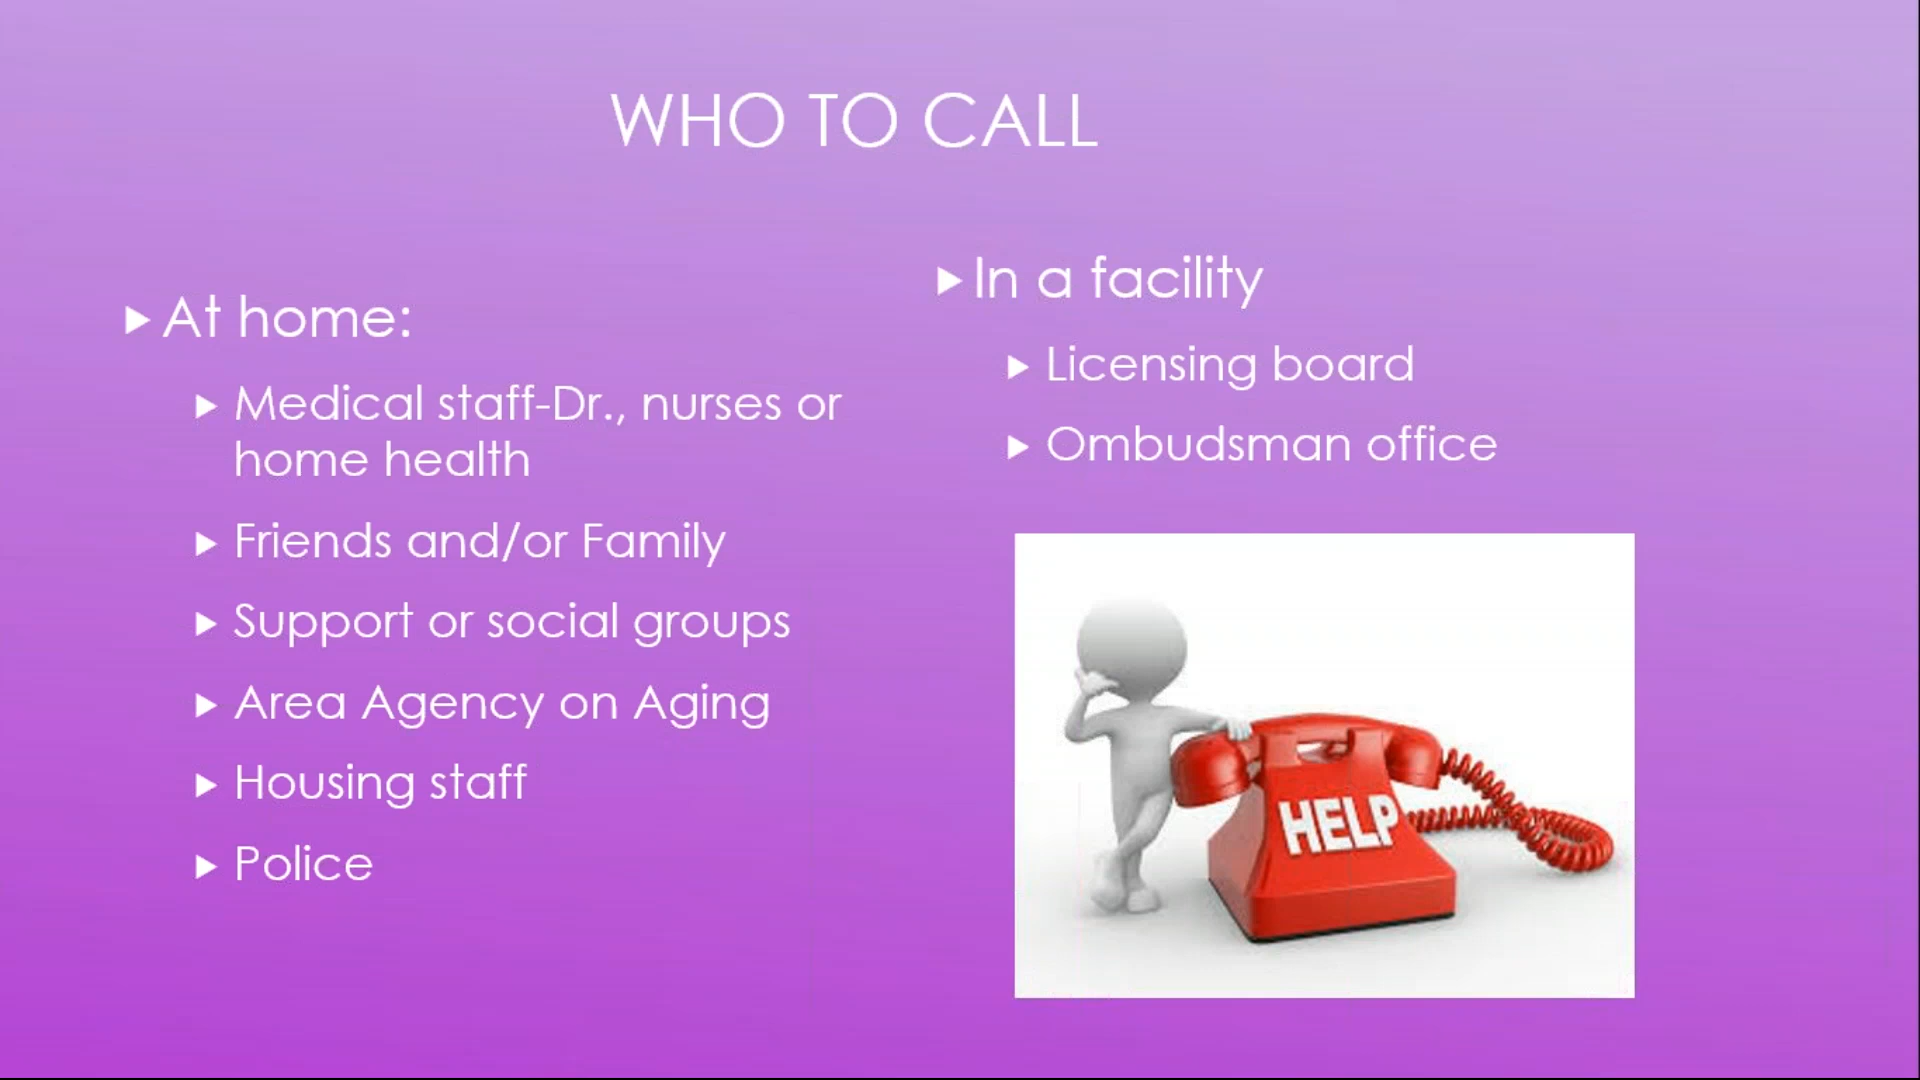 WHO TO CALL
At home:
Medical staff-Dr., nurses or
home health
Friends and/or Family
Support or social groups
Area Agency on Aging
Housing staff
Police
In a facility
Licensing board
Ombudsman office
HELP